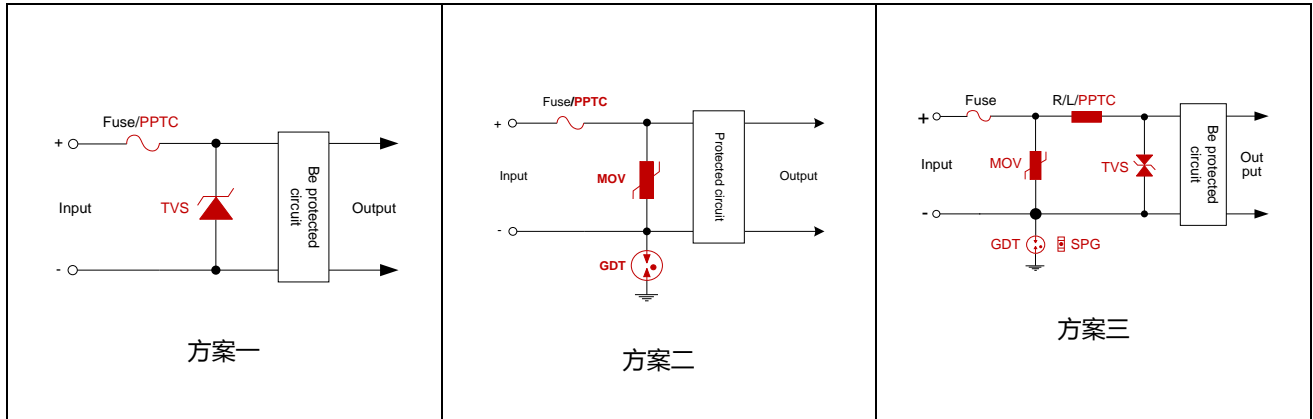 Fuse/PPTC
+
Input
TVS
Be protected
circuit
Output
-
方案一
Fuse/PPTC
+
Input
MOV
Protected circuit
Output
-
GDT
方案二
Fuse
R/L/PPTC
+
Input
MOV
TVS
Be protected
circuit
Out
put
-
GDT
SPG
方案三